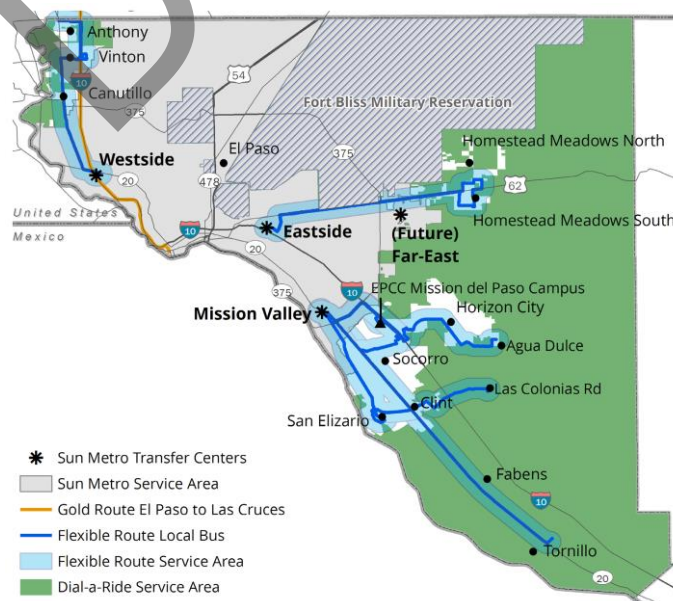 Anthony
Vinton
10
Canutillo
375
54
Fort Bliss Military Reservation
El Paso
375
Homestead Meadows North
Westside
20
478
62
United States
Mexico
10
20
Eastside
Homestead Meadows South
(Future)
Far-East
375
10
EPCC Mission del Paso Campus
Mission Valley
Horizon City
Agua Dulce
Socorro
Las Colonias Rd
Clint
San Elizario
Fabens
10
Tornillo
20
Sun Metro Transfer Centers
Sun Metro Service Area
Gold Route El Paso to Las Cruces
Flexible Route Local Bus
Flexible Route Service Area
Dial-a-Ride Service Area